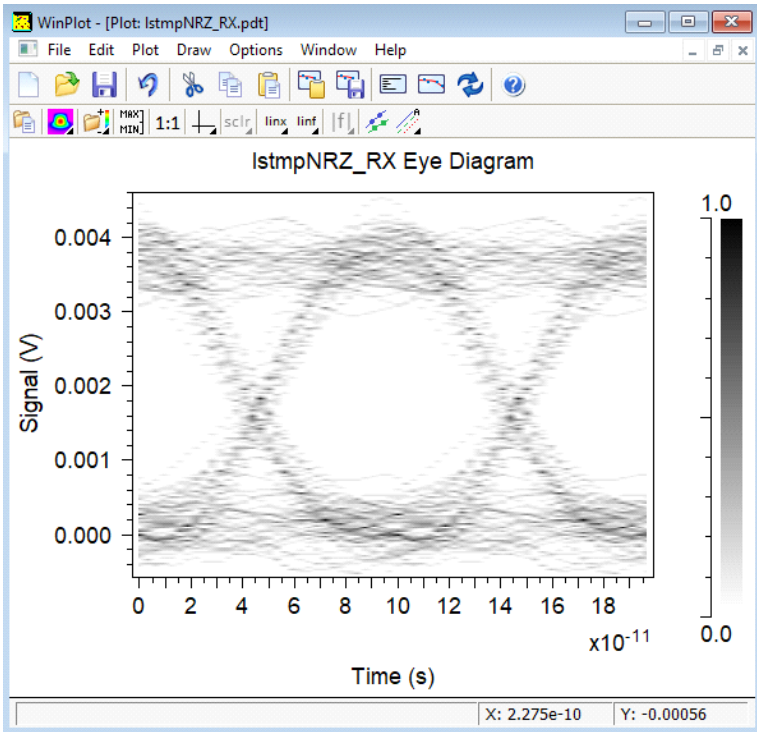 WinPlot - [Plot: lstmpNRZ_RX.pdt]
File Edit Plot Draw Options Window Help
MAX MIN 1:1 sclr linx linf |f| A
lstmpNRZ_RX Eye Diagram
1.0
0.004
0.003
0.002
0.001
0.000
Signal (V)
0 2 4 6 8 10 12 14 16 18
x10⁻¹¹
0.0
Time (s)
X: 2.275e-10 Y: -0.00056